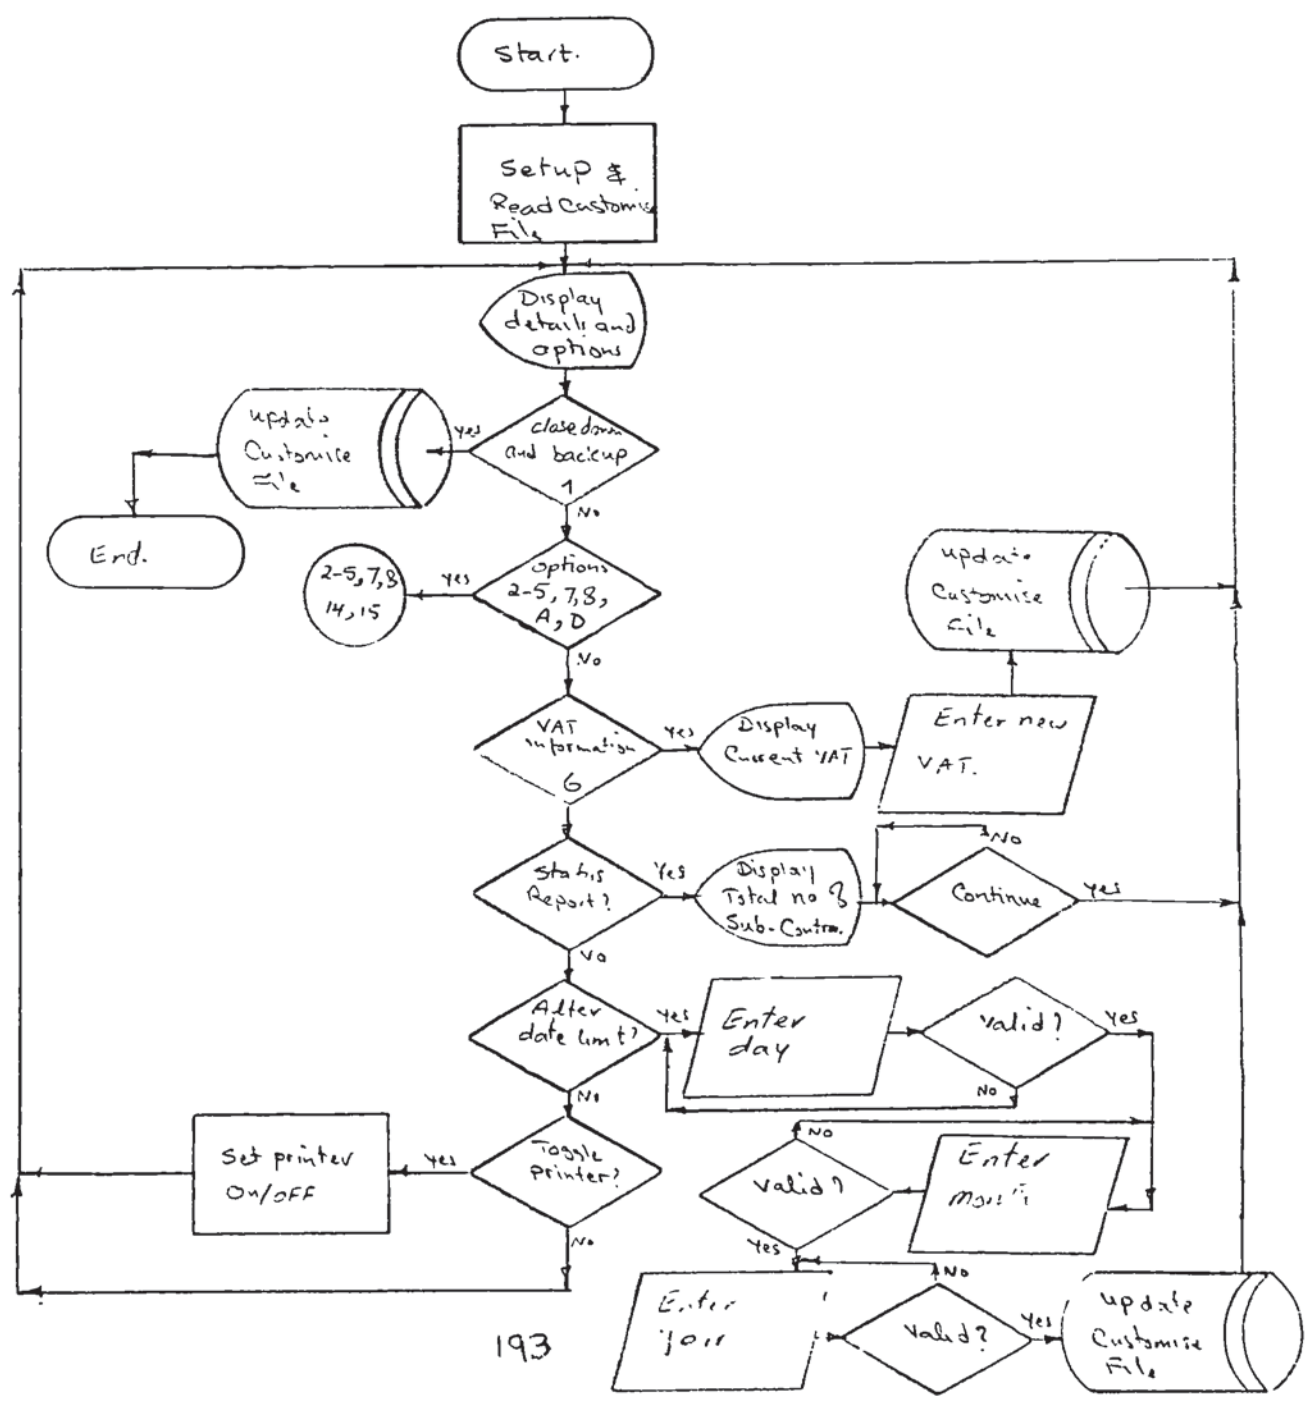 Start.
Setup &
Read Customise
File
Display
details and
options
close down
and backup
1
Yes
update
Customise
File
End.
No
options
2-5, 7, 8,
A, D
Yes
2-5, 7, 8
14, 15
No
VAT
information
6
Yes
Display
Current VAT
Enter new
VAT.
update
Customise
File
Status
Report?
Yes
Display
Total no &
Sub-Contra.
Continue
No
Yes
No
Alter
date limit?
Yes
Enter
day
valid?
Yes
No
No
Toggle
printer?
Yes
Set printer
On/OFF
No
Enter
month
valid?
No
Yes
Enter
year
valid?
No
Yes
update
Customise
File
193